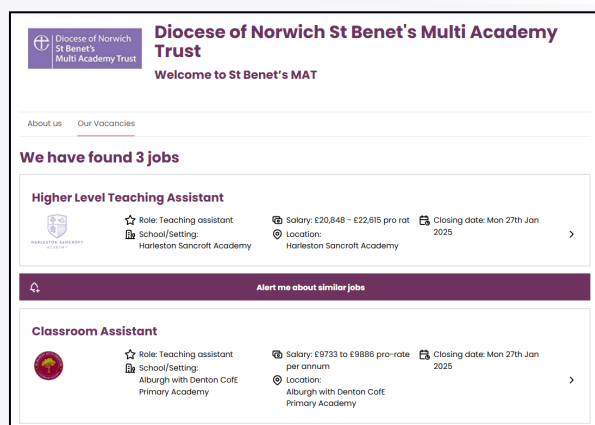 Diocese of Norwich
St Benet's
Multi Academy Trust
Diocese of Norwich St Benet's Multi Academy
Trust
Welcome to St Benet's MAT
About us Our Vacancies
We have found 3 jobs
Higher Level Teaching Assistant
HARLESTON SANCROFT
ACADEMY
Role: Teaching assistant
School/Setting:
Harleston Sancroft Academy
Salary: £20,848 - £22,615 pro rat
Location:
Harleston Sancroft Academy
Closing date: Mon 27th Jan
2025
Alert me about similar jobs
Classroom Assistant
Role: Teaching assistant
School/Setting:
Alburgh with Denton CofE
Primary Academy
Salary: £9733 to £9886 pro-rate
per annum
Location:
Alburgh with Denton CofE
Primary Academy
Closing date: Mon 27th Jan
2025